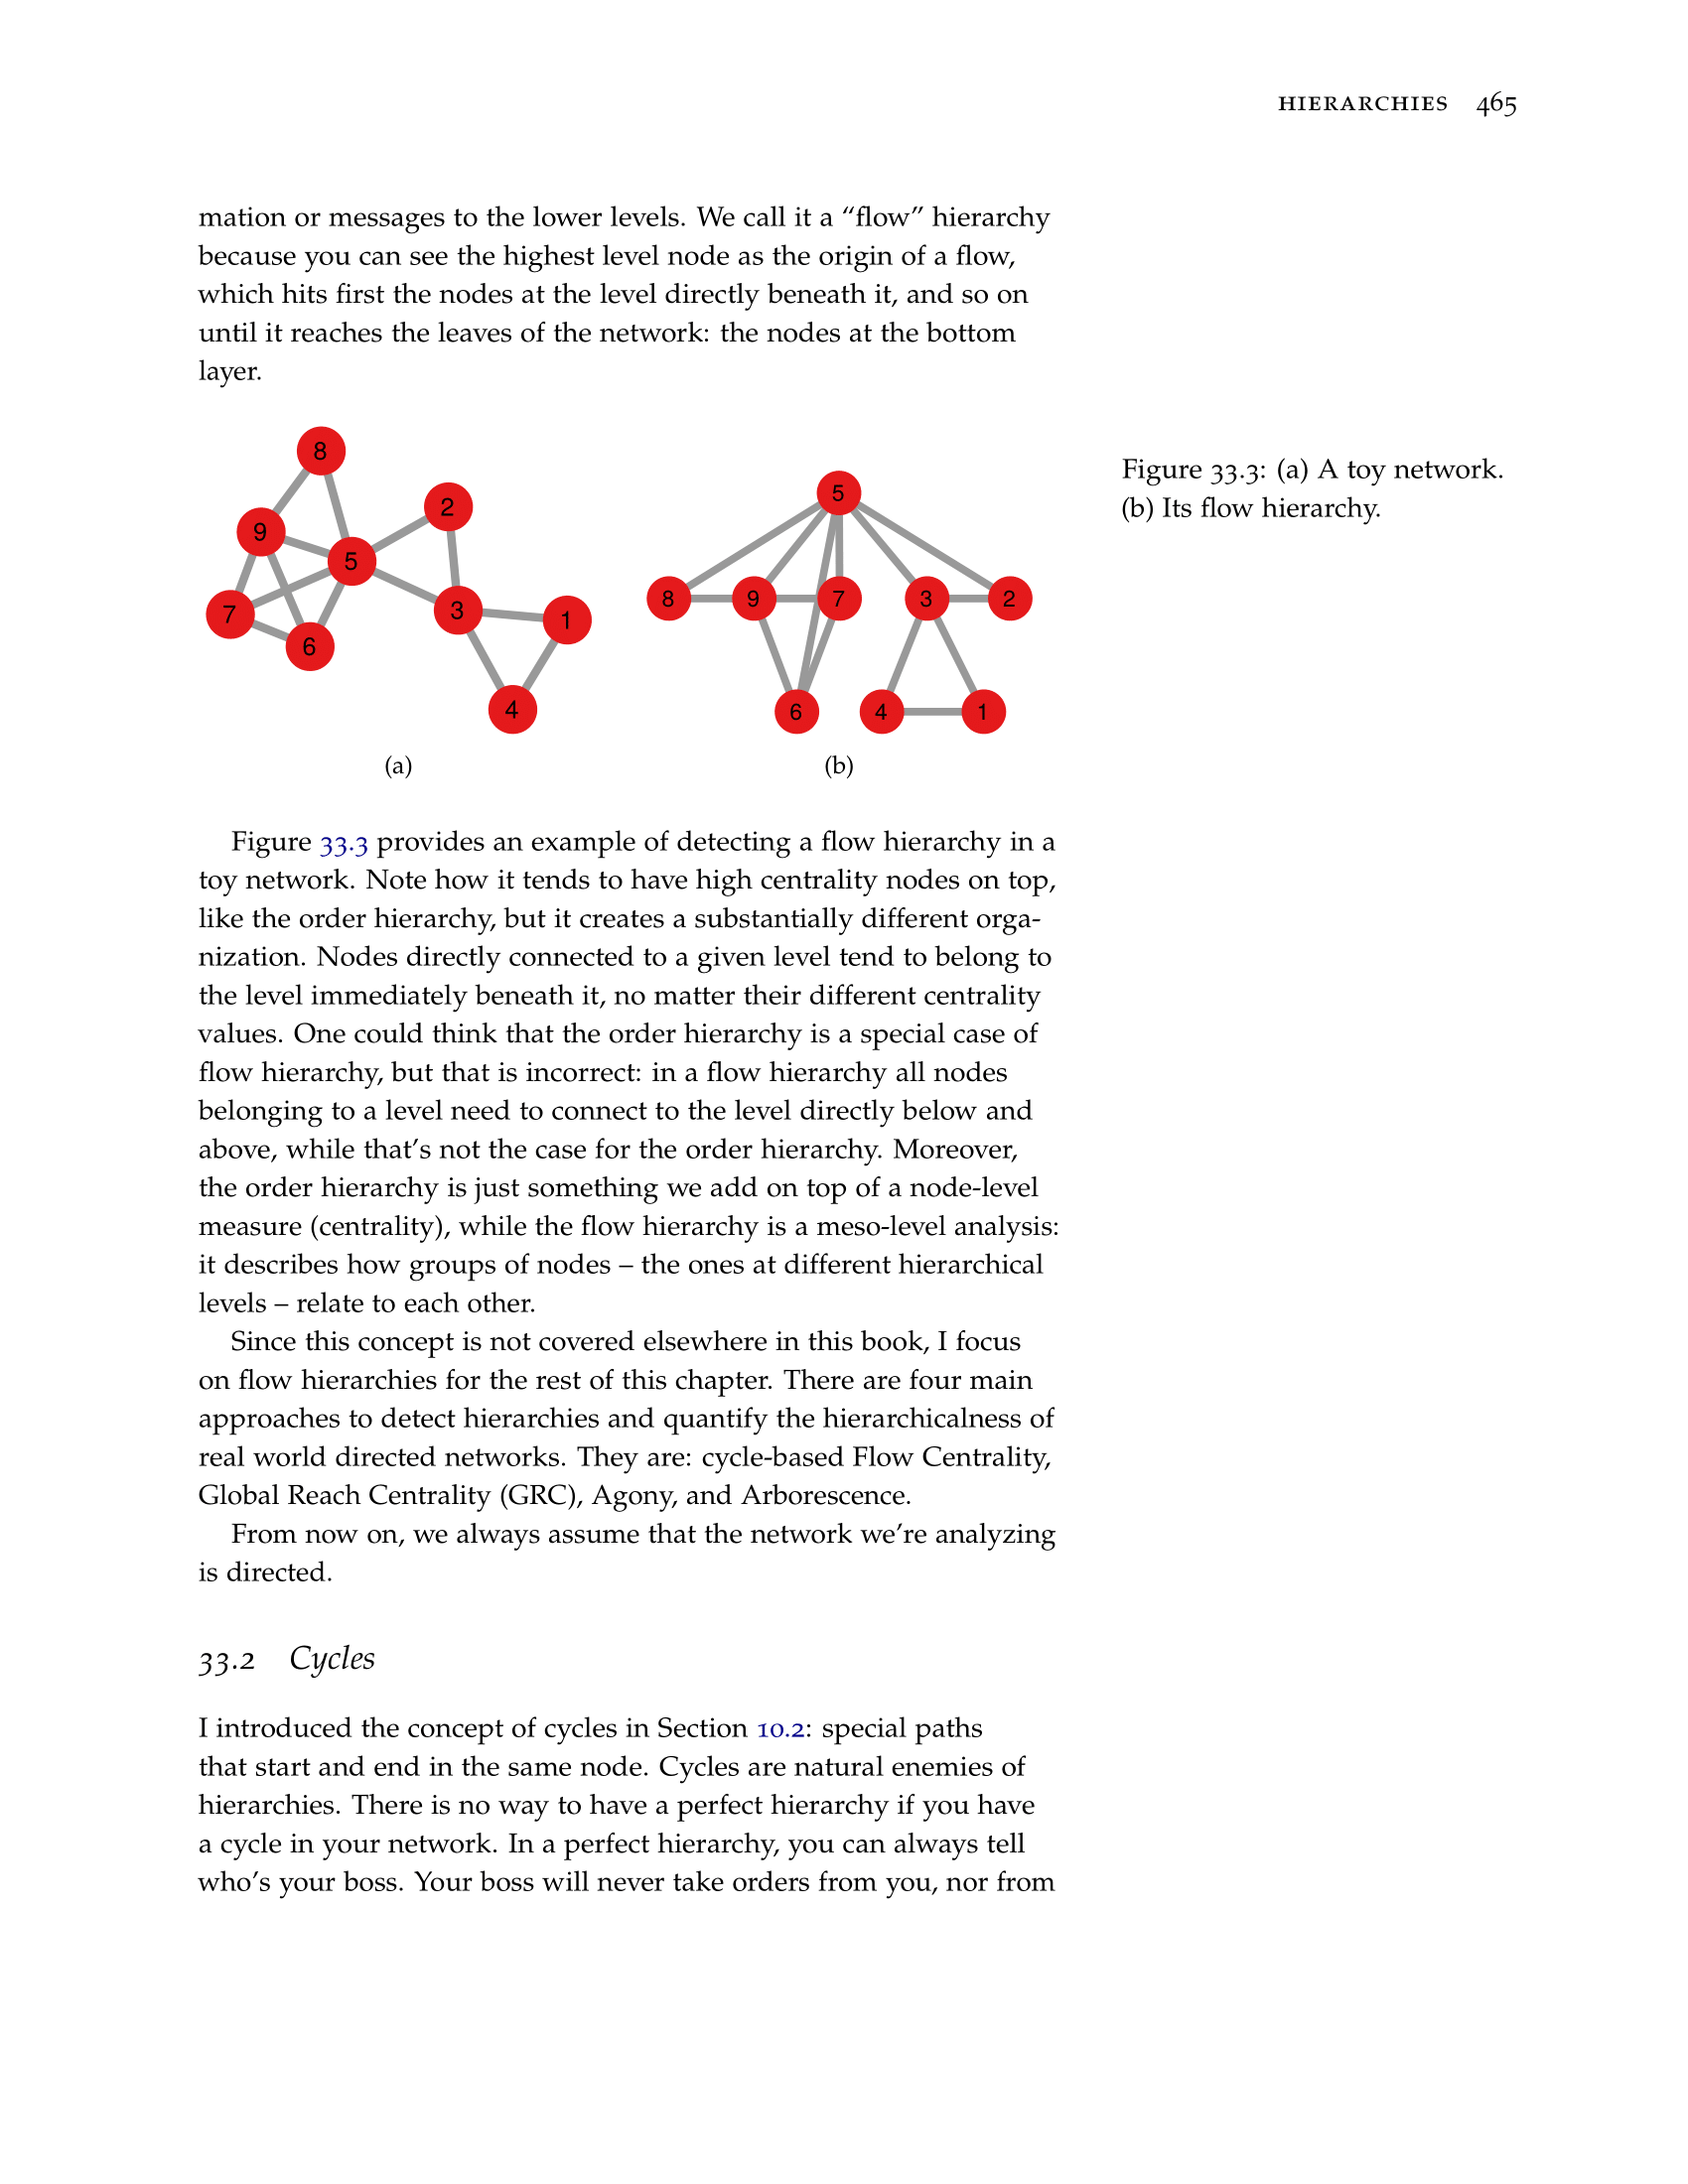 HIERARCHIES 465
mation or messages to the lower levels. We call it a “flow” hierarchy
because you can see the highest level node as the origin of a flow,
which hits first the nodes at the level directly beneath it, and so on
until it reaches the leaves of the network: the nodes at the bottom
layer.
8
2
9
5
7
3
1
6
4
(a)
5
8 9 7 3 2
6 4 1
(b)
Figure 33.3: (a) A toy network.
(b) Its flow hierarchy.
Figure 33.3 provides an example of detecting a flow hierarchy in a
toy network. Note how it tends to have high centrality nodes on top,
like the order hierarchy, but it creates a substantially different orga-
nization. Nodes directly connected to a given level tend to belong to
the level immediately beneath it, no matter their different centrality
values. One could think that the order hierarchy is a special case of
flow hierarchy, but that is incorrect: in a flow hierarchy all nodes
belonging to a level need to connect to the level directly below and
above, while that’s not the case for the order hierarchy. Moreover,
the order hierarchy is just something we add on top of a node-level
measure (centrality), while the flow hierarchy is a meso-level analysis:
it describes how groups of nodes – the ones at different hierarchical
levels – relate to each other.
Since this concept is not covered elsewhere in this book, I focus
on flow hierarchies for the rest of this chapter. There are four main
approaches to detect hierarchies and quantify the hierarchicalness of
real world directed networks. They are: cycle-based Flow Centrality,
Global Reach Centrality (GRC), Agony, and Arborescence.
From now on, we always assume that the network we’re analyzing
is directed.
33.2 Cycles
I introduced the concept of cycles in Section 10.2: special paths
that start and end in the same node. Cycles are natural enemies of
hierarchies. There is no way to have a perfect hierarchy if you have
a cycle in your network. In a perfect hierarchy, you can always tell
who’s your boss. Your boss will never take orders from you, nor from